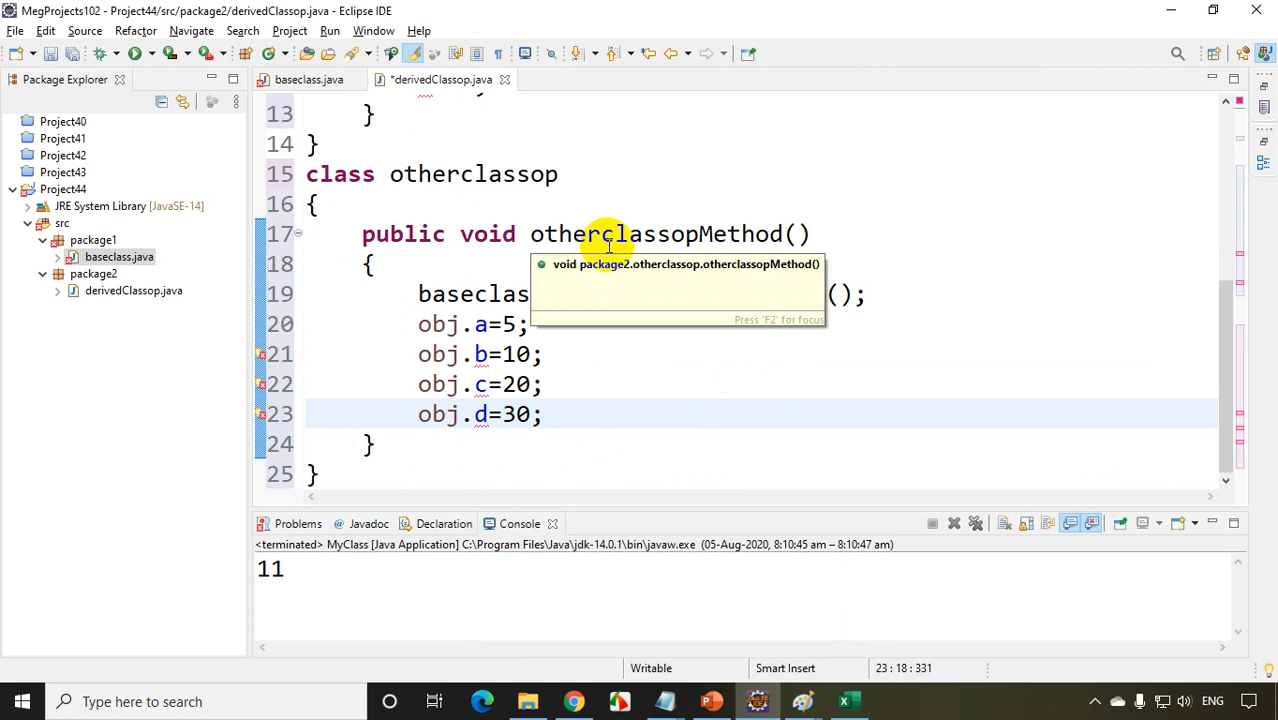 MegProjects102 - Project44/src/package2/derivedClassop.java - Eclipse IDE
File Edit Source Refactor Navigate Search Project Run Window Help
Package Explorer
baseclass.java
*derivedClassop.java
Project40
Project41
Project42
Project43
Project44
JRE System Library [JavaSE-14]
src
package1
baseclass.java
package2
derivedClassop.java
13 }
14 }
15 class otherclassop
16 {
17 public void otherclassopMethod()
18 {
void package2.otherclassop.otherclassopMethod()
Press 'F2' for focus
19 baseclas ();
20 obj.a=5;
21 obj.b=10;
22 obj.c=20;
23 obj.d=30;
24 }
25 }
Problems Javadoc Declaration Console
<terminated> MyClass [Java Application] C:\Program Files\Java\jdk-14.0.1\bin\javaw.exe (05-Aug-2020, 8:10:45 am – 8:10:47 am)
11
Writable Smart Insert 23 : 18 : 331
Type here to search
ENG